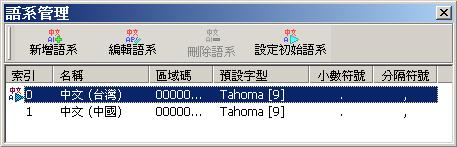 語系管理
新增語系 編輯語系 刪除語系 設定初始語系
索引 名稱 區域碼 預設字型 小數符號 分隔符號
0 中文 (台灣) 00000... Tahoma [9] . ,
1 中文 (中國) 00000... Tahoma [9] . ,